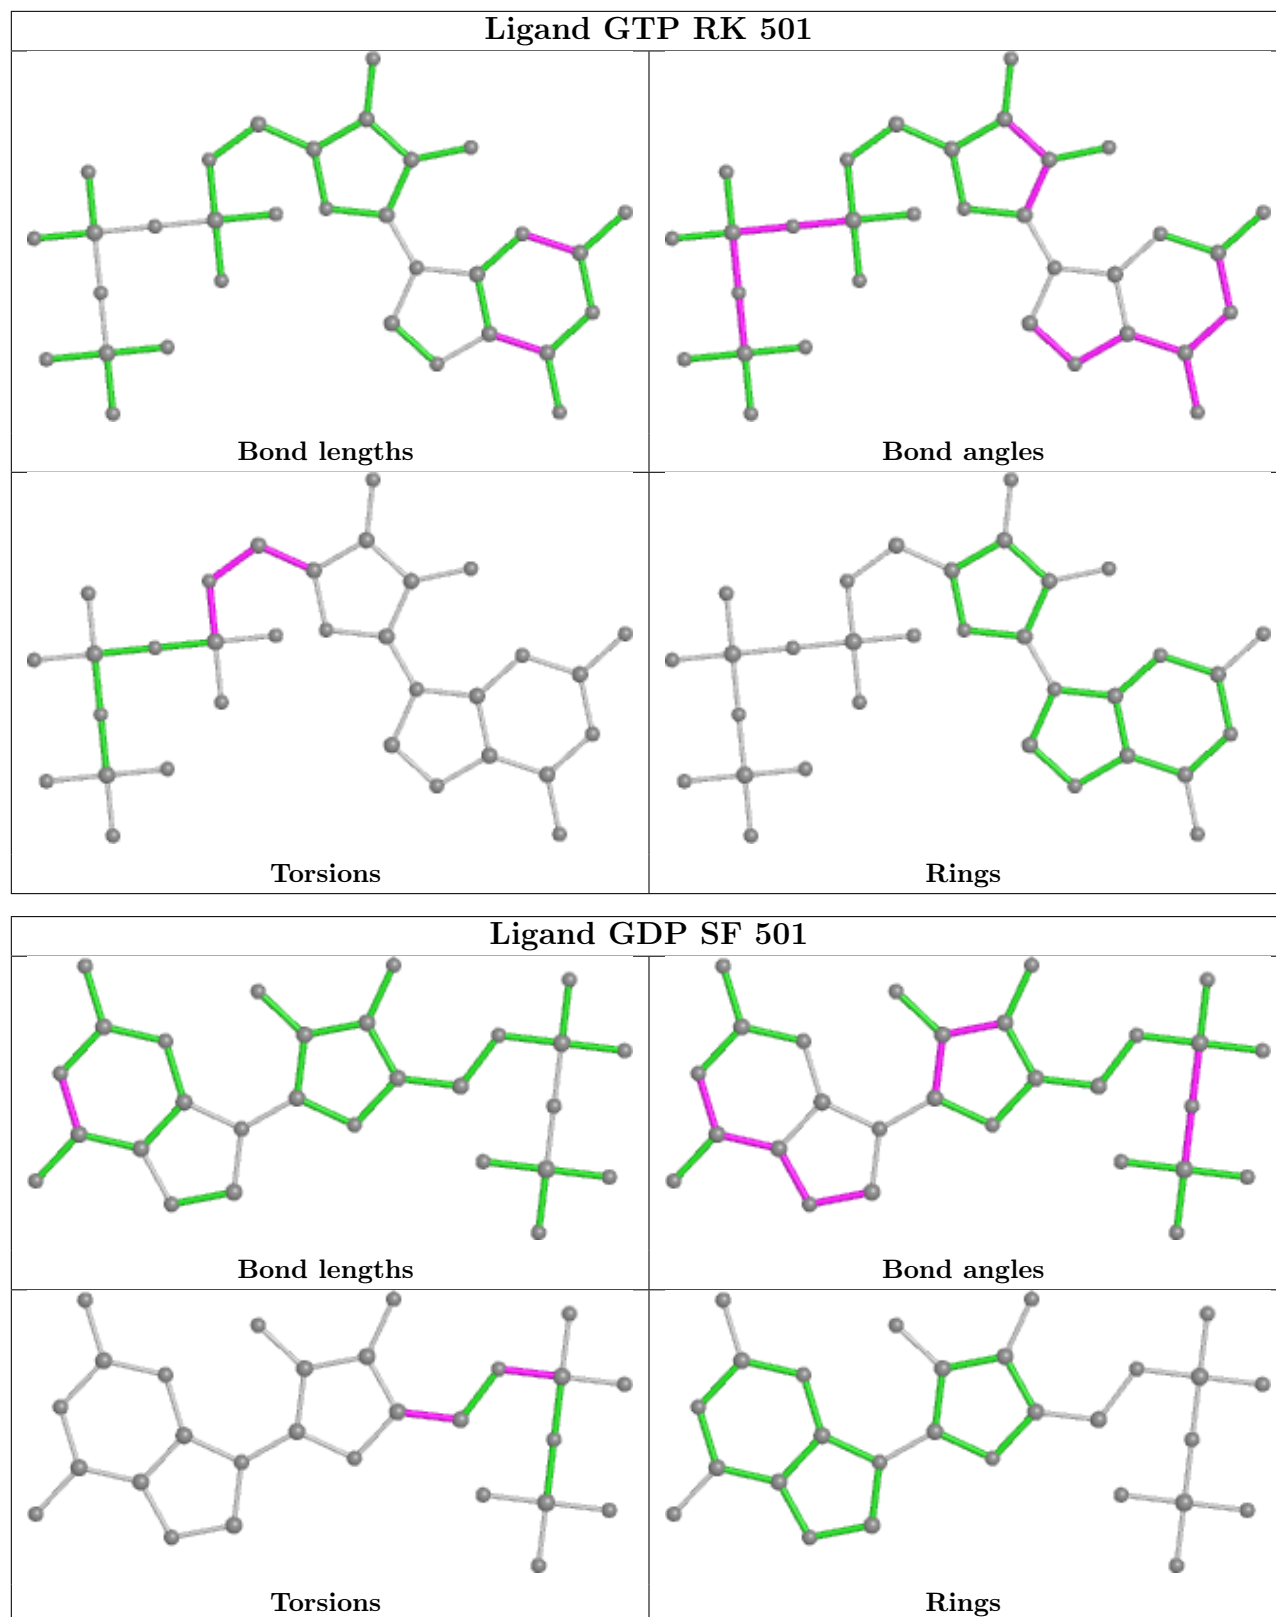 Ligand GTP RK 501
Bond lengths
Bond angles
Torsions
Rings
Ligand GDP SF 501
Bond lengths
Bond angles
Torsions
Rings